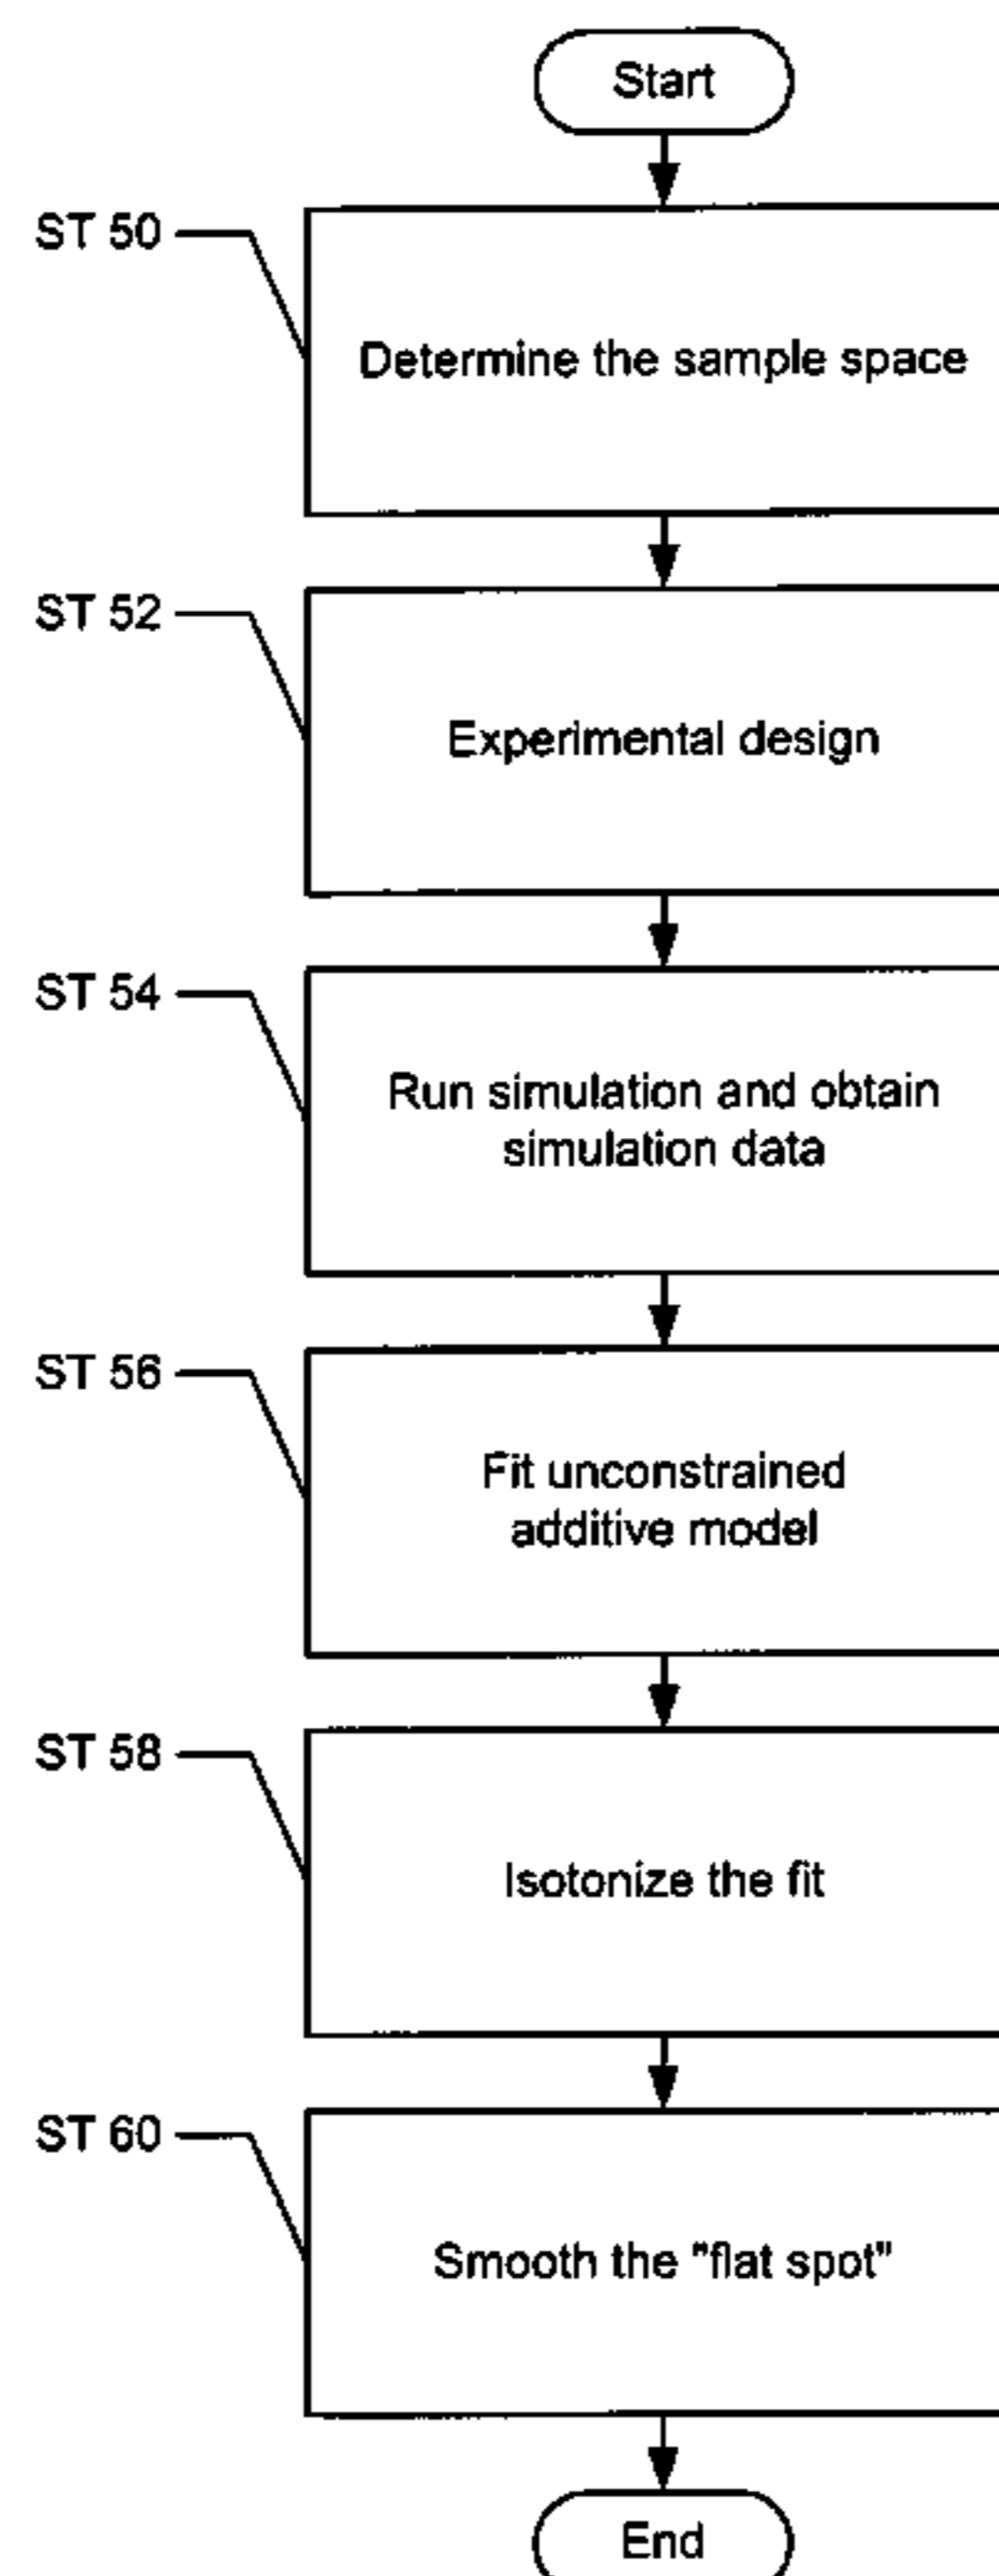 Start
ST 50
Determine the sample space
ST 52
Experimental design
ST 54
Run simulation and obtain
simulation data
ST 56
Fit unconstrained
additive model
ST 58
Isotonize the fit
ST 60
Smooth the "flat spot"
End